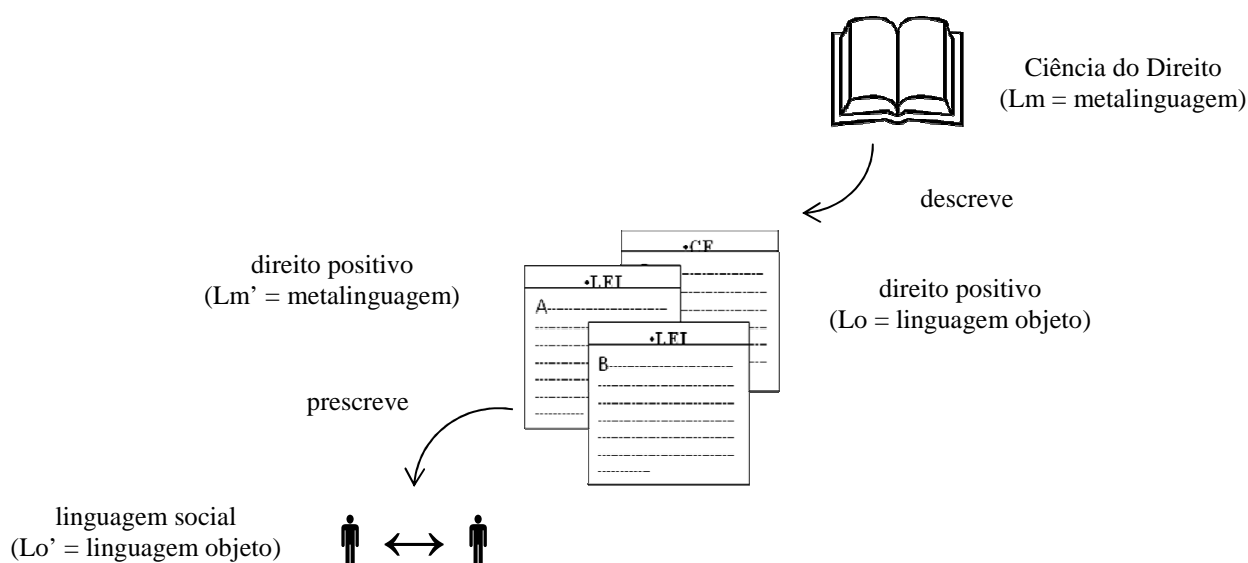 Ciência do Direito
(Lm = metalinguagem)
descreve
direito positivo
(Lm’ = metalinguagem)
•CF
•LEI
A
direito positivo
(Lo = linguagem objeto)
•LEI
B
prescreve
linguagem social
(Lo’ = linguagem objeto)